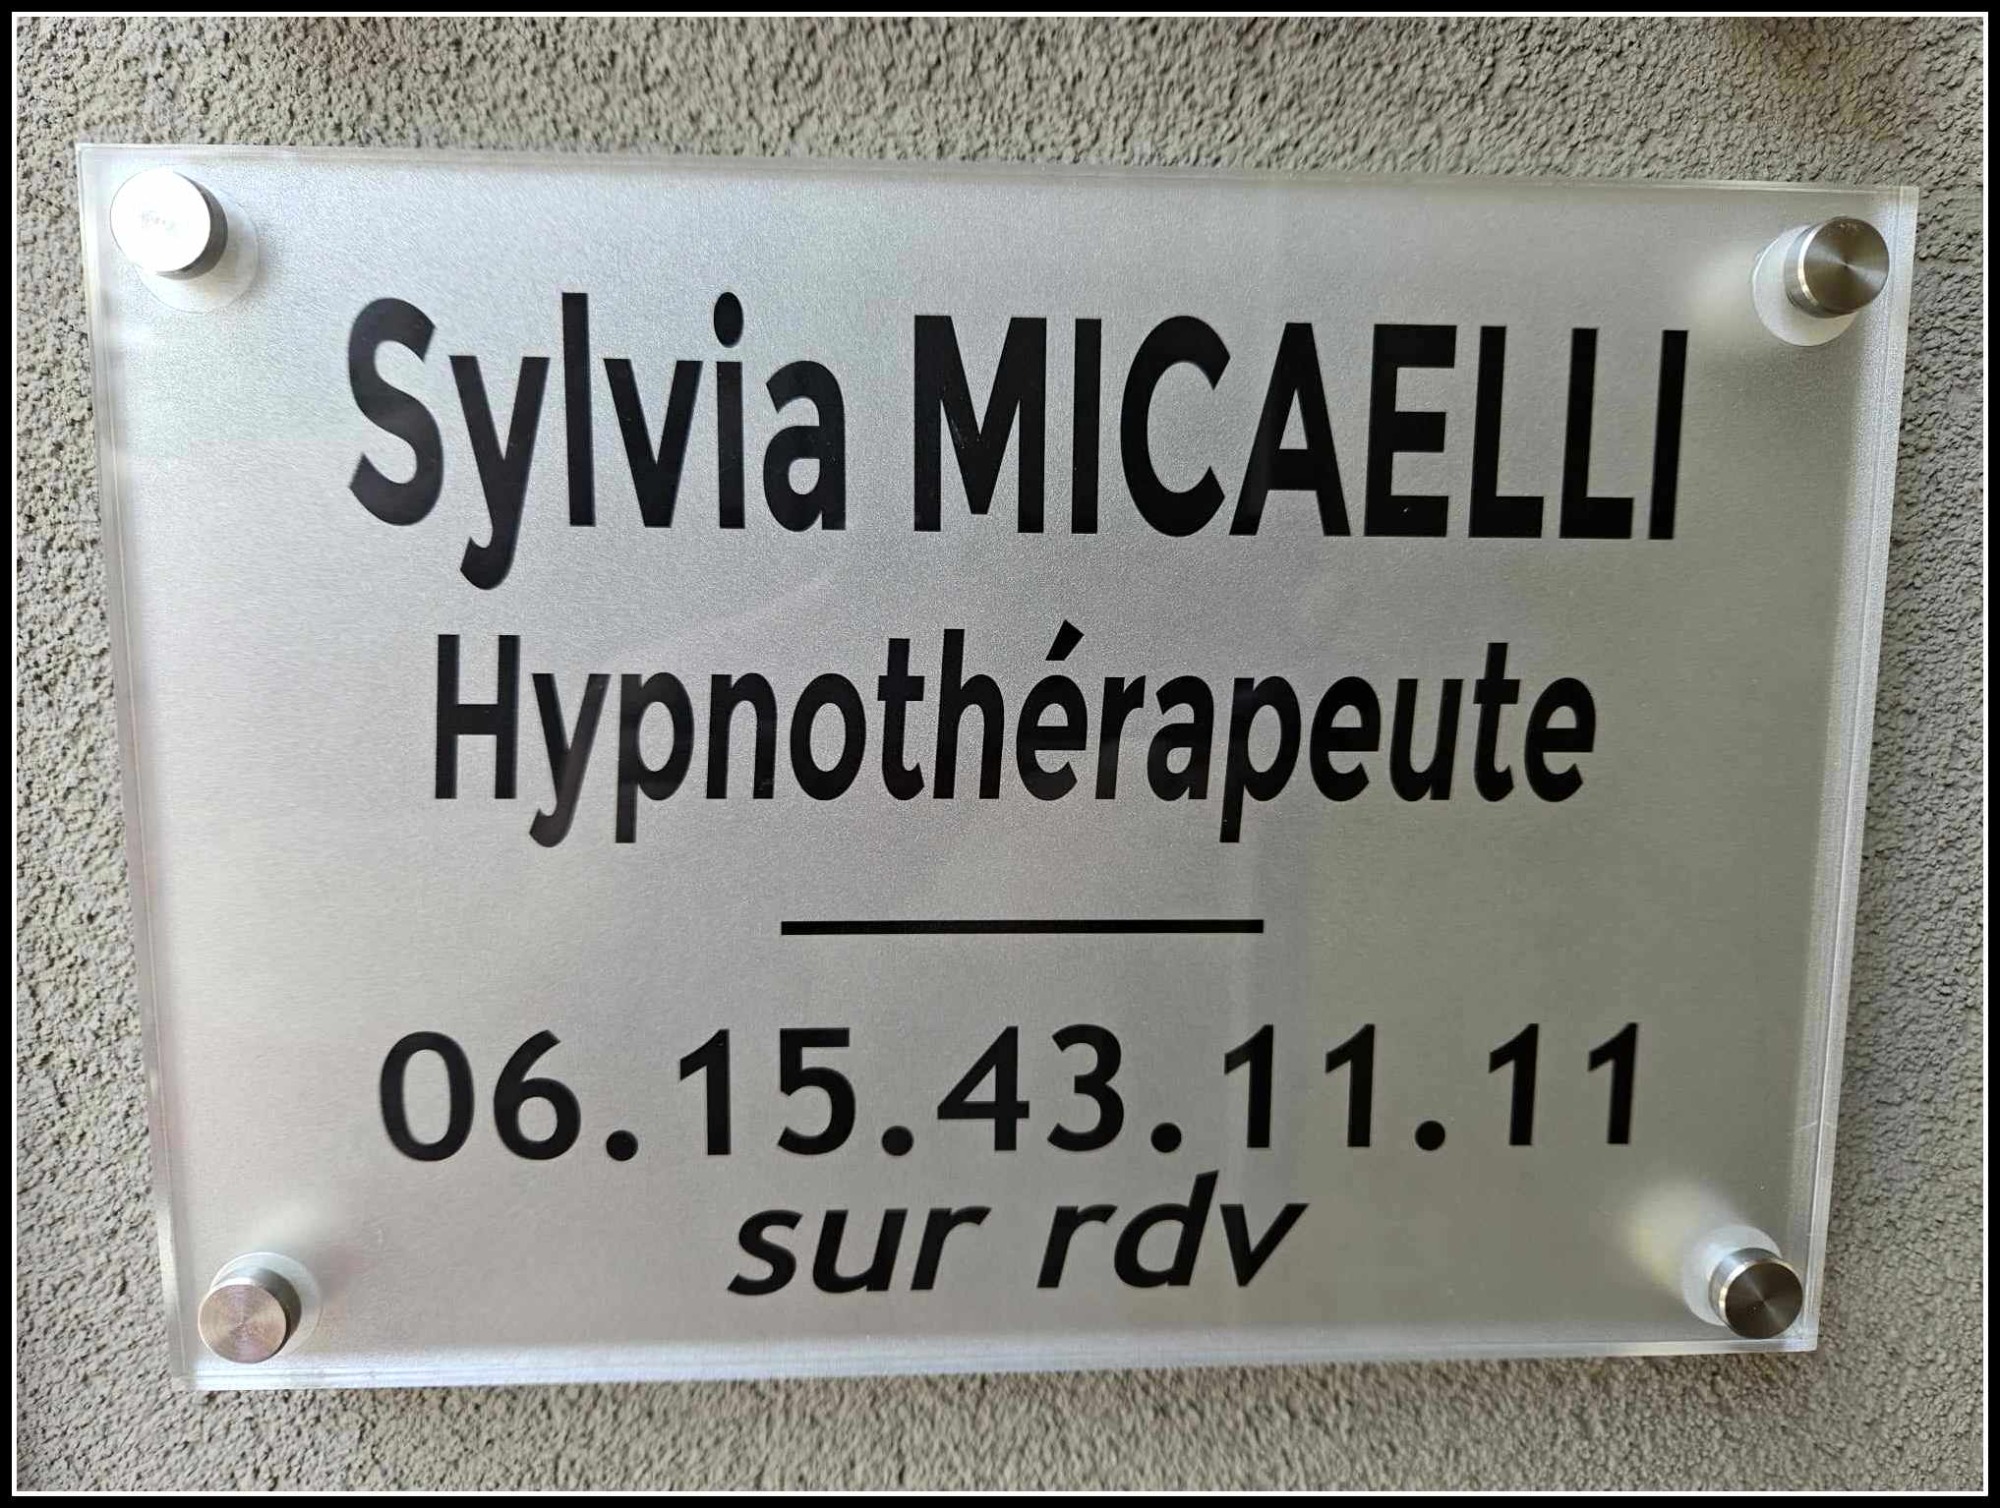 Sylvia MICAELLI
Hypnothérapeute
06.15.43.11.11
sur rdv